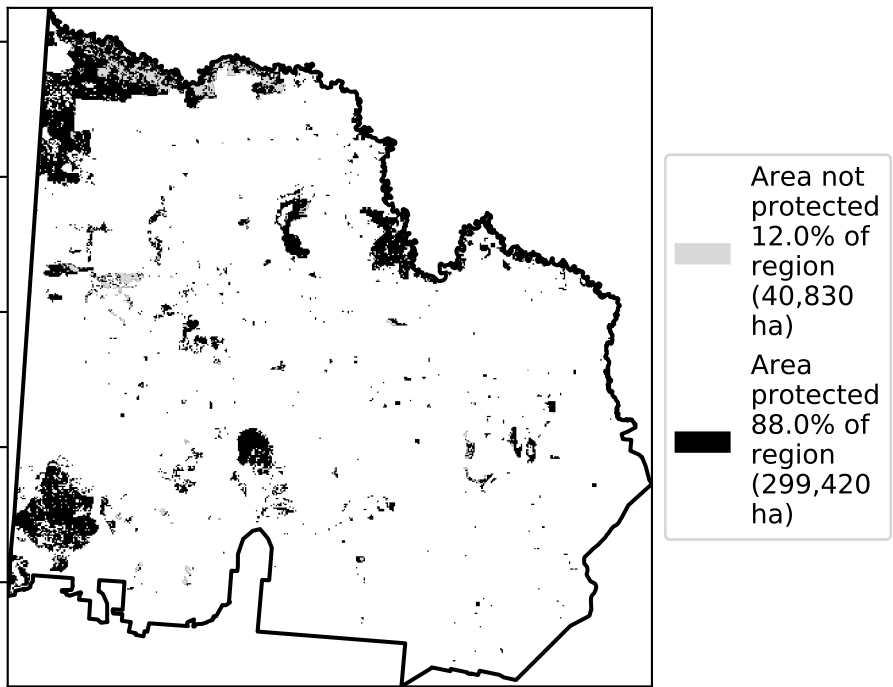 Area not
protected
12.0% of
region
(40,830
ha)
Area
protected
88.0% of
region
(299,420
ha)